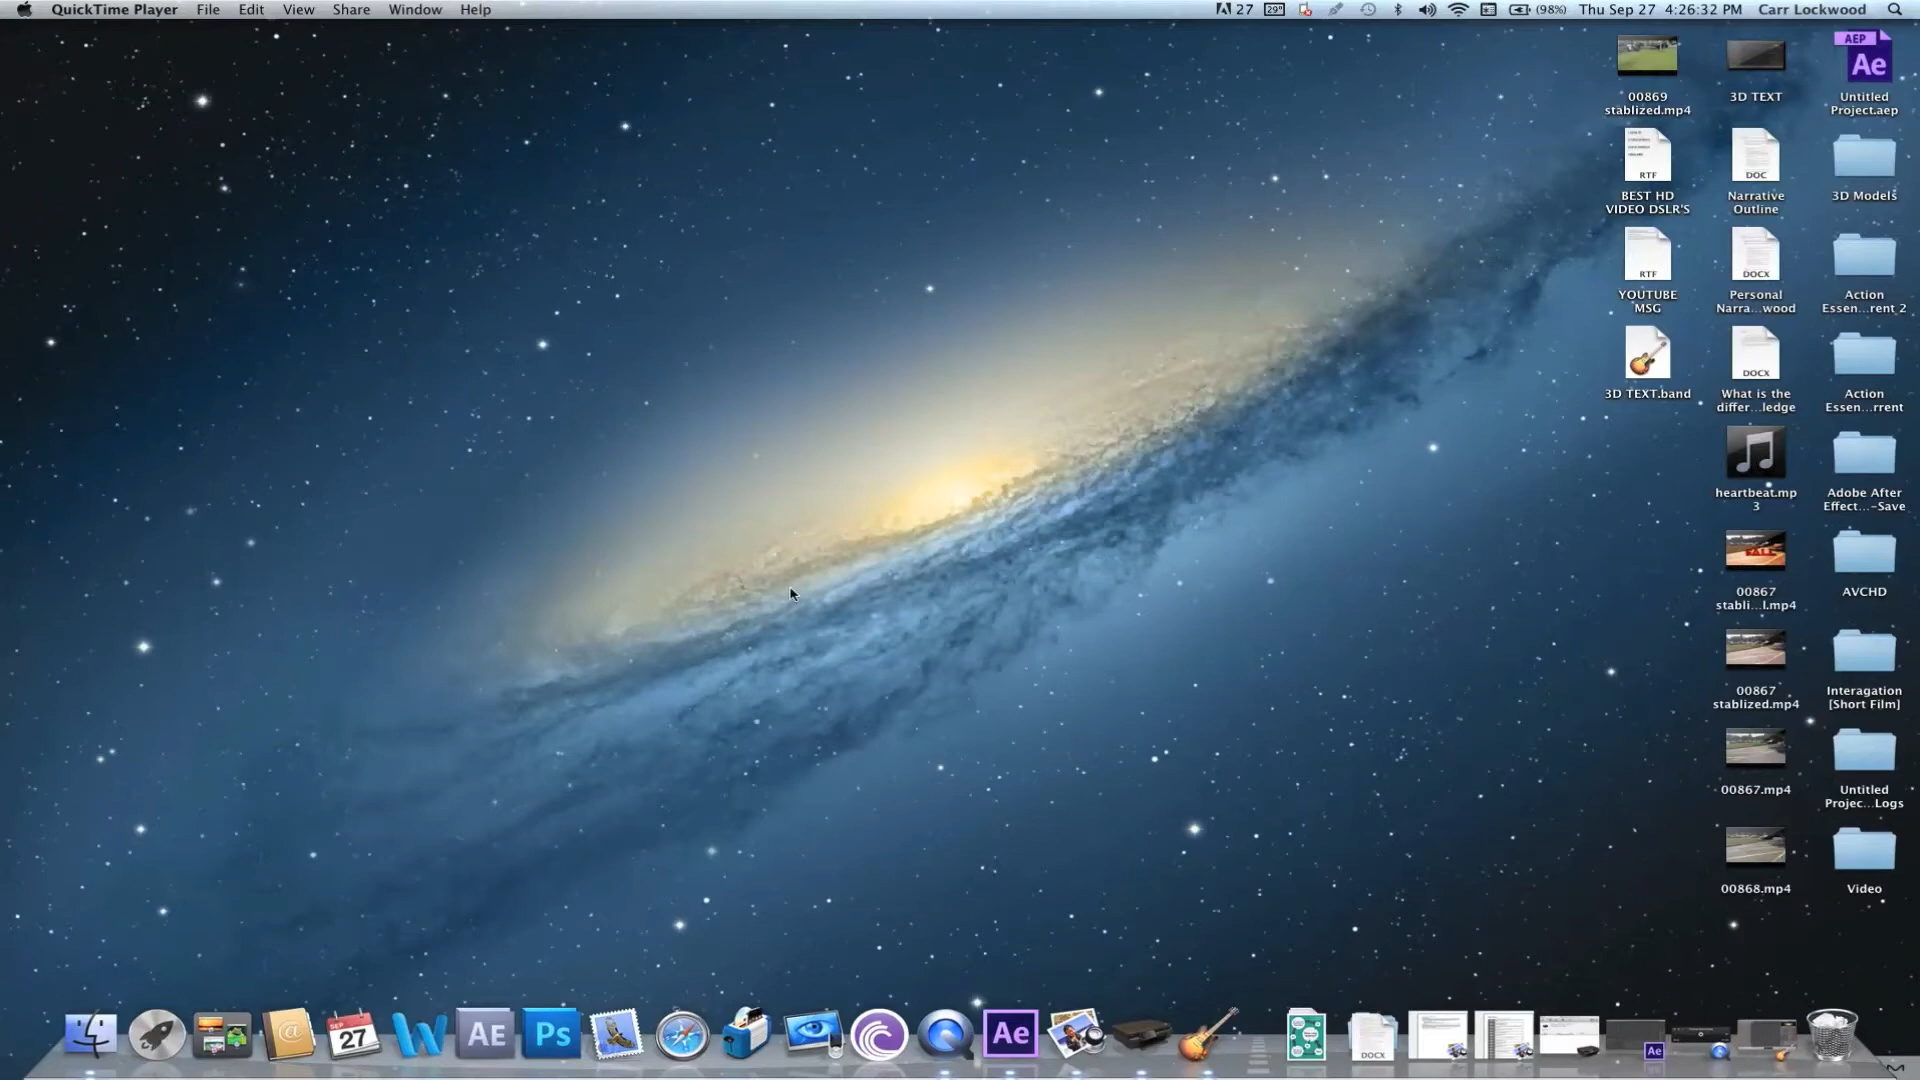 QuickTime Player File Edit View Share Window Help 27 29° (98%) Thu Sep 27 4:26:32 PM Carr Lockwood
00869
stablized.mp4
3D TEXT
AEP
Ae
Untitled
Project.aep
RTF
BEST HD
VIDEO DSLR'S
DOC
Narrative
Outline
3D Models
RTF
YOUTUBE
MSG
DOCX
Personal
Narra...wood
Action
Essen...rent 2
3D TEXT.band
DOCX
What is the
differ...ledge
Action
Essen...rrent
heartbeat.mp
3
Adobe After
Effect...-Save
00867
stabli...l.mp4
AVCHD
00867
stablized.mp4
Interagation
[Short Film]
00867.mp4
Untitled
Projec...Logs
00868.mp4
Video
SEP
27
W
AE
Ps
Ae
DOCX
Ae